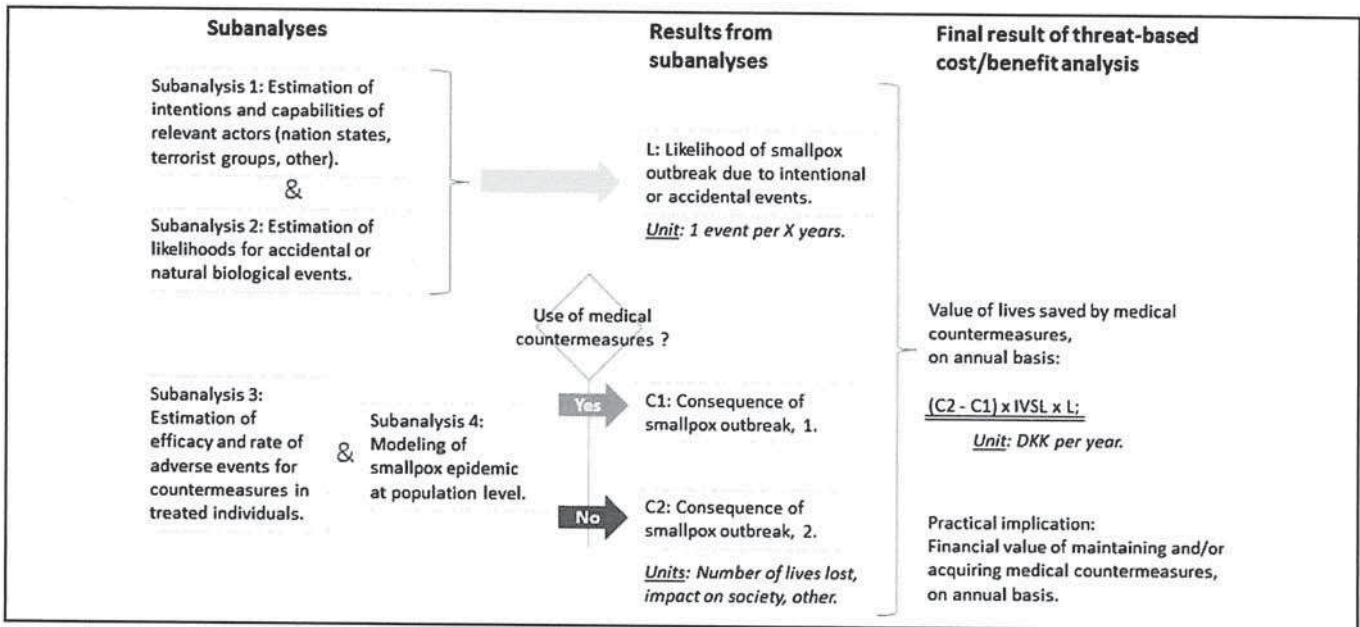 Subanalyses
Subanalysis 1: Estimation of
intentions and capabilities of
relevant actors (nation states,
terrorist groups, other).
&
Subanalysis 2: Estimation of
likelihoods for accidental or
natural biological events.
Subanalysis 3:
Estimation of
efficacy and rate of
adverse events for
countermeasures in
treated individuals.
&
Subanalysis 4:
Modeling of
smallpox epidemic
at population level.
Use of medical
countermeasures ?
Yes
No
Results from
subanalyses
L: Likelihood of smallpox
outbreak due to intentional
or accidental events.
Unit: 1 event per X years.
C1: Consequence of
smallpox outbreak, 1.
C2: Consequence of
smallpox outbreak, 2.
Units: Number of lives lost,
impact on society, other.
Final result of threat-based
cost/benefit analysis
Value of lives saved by medical
countermeasures,
on annual basis:
(C2 - C1) x IVSL x L;
Unit: DKK per year.
Practical implication:
Financial value of maintaining and/or
acquiring medical countermeasures,
on annual basis.